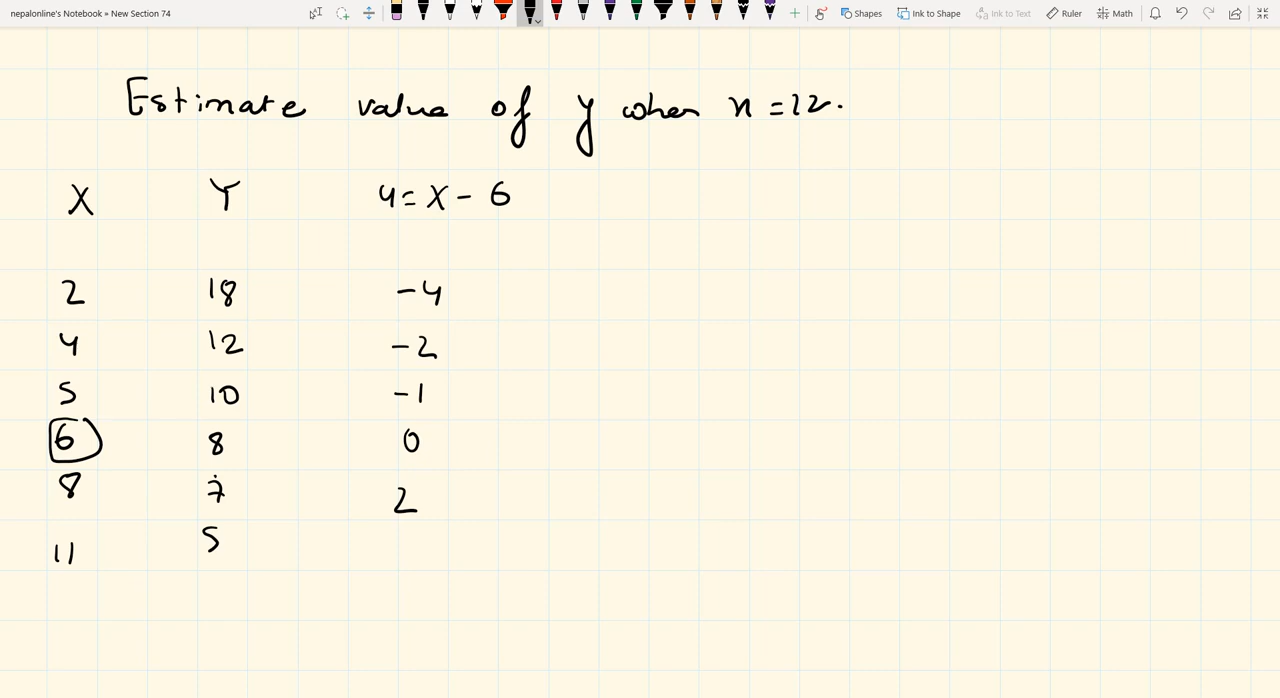 nepalonline's Notebook » New Section 74
Shapes Ink to Shape Ink to Text Ruler Math
Estimate value of y when x = 12.
X Y u = X - 6
2 18 -4
4 12 -2
5 10 -1
6 8 0
8 7 2
11 5